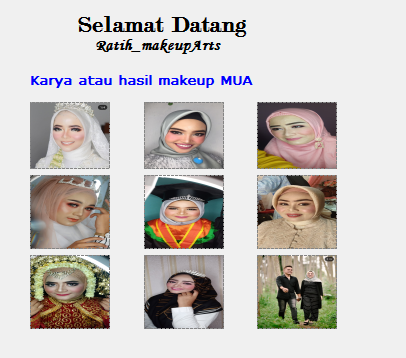 Selamat Datang
Ratih_makeupArts
Karya atau hasil makeup MUA